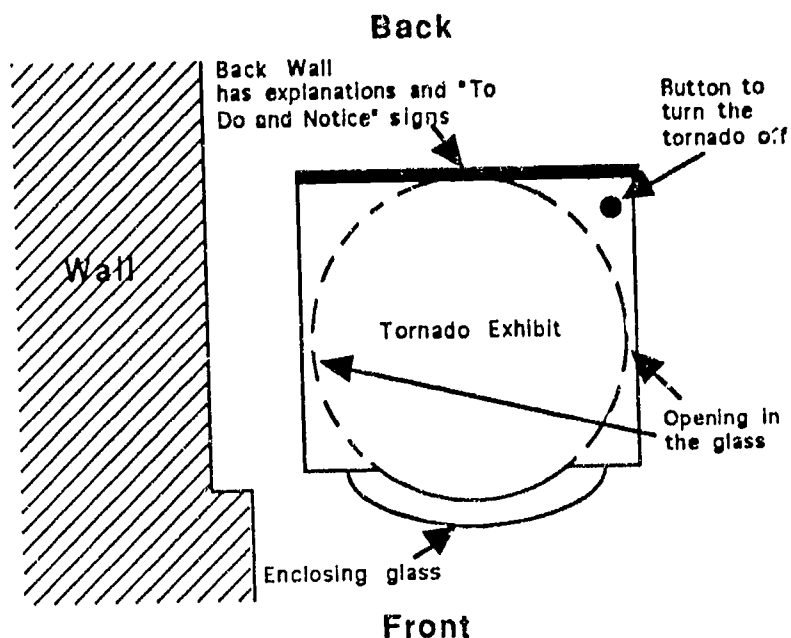 Back
Back Wall
has explanations and "To
Do and Notice" signs
Button to
turn the
tornado off
Wall
Tornado Exhibit
Opening in
the glass
Enclosing glass
Front